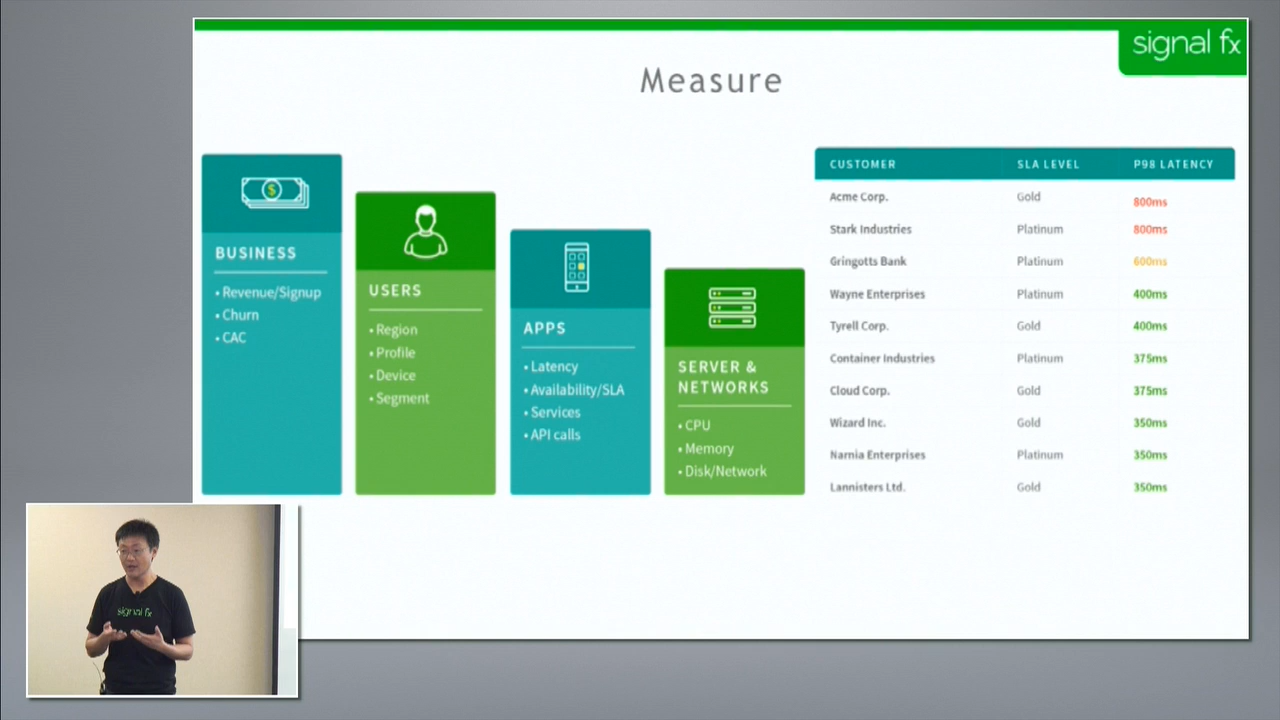 signal fx
Measure
$
BUSINESS
• Revenue/Signup
• Churn
• CAC
USERS
• Region
• Profile
• Device
• Segment
APPS
• Latency
• Availability/SLA
• Services
• API calls
SERVER &
NETWORKS
• CPU
• Memory
• Disk/Network
CUSTOMER SLA LEVEL P98 LATENCY
Acme Corp. Gold 800ms
Stark Industries Platinum 800ms
Gringotts Bank Platinum 600ms
Wayne Enterprises Platinum 400ms
Tyrell Corp. Gold 400ms
Container Industries Platinum 375ms
Cloud Corp. Gold 375ms
Wizard Inc. Gold 350ms
Narnia Enterprises Platinum 350ms
Lannisters Ltd. Gold 350ms
signal fx